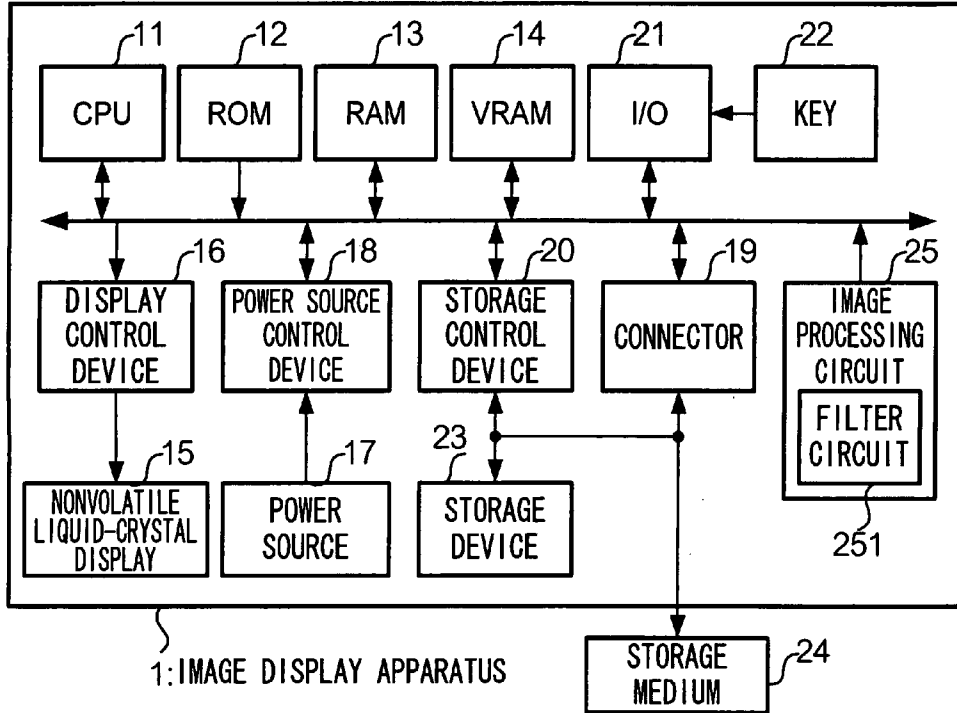 11
12
13
14
21
22
CPU
ROM
RAM
VRAM
I/O
KEY
16
18
20
19
25
DISPLAY
CONTROL
DEVICE
POWER SOURCE
CONTROL
DEVICE
STORAGE
CONTROL
DEVICE
CONNECTOR
IMAGE
PROCESSING
CIRCUIT
FILTER
CIRCUIT
251
15
17
23
NONVOLATILE
LIQUID-CRYSTAL
DISPLAY
POWER
SOURCE
STORAGE
DEVICE
1:IMAGE DISPLAY APPARATUS
STORAGE
MEDIUM
24